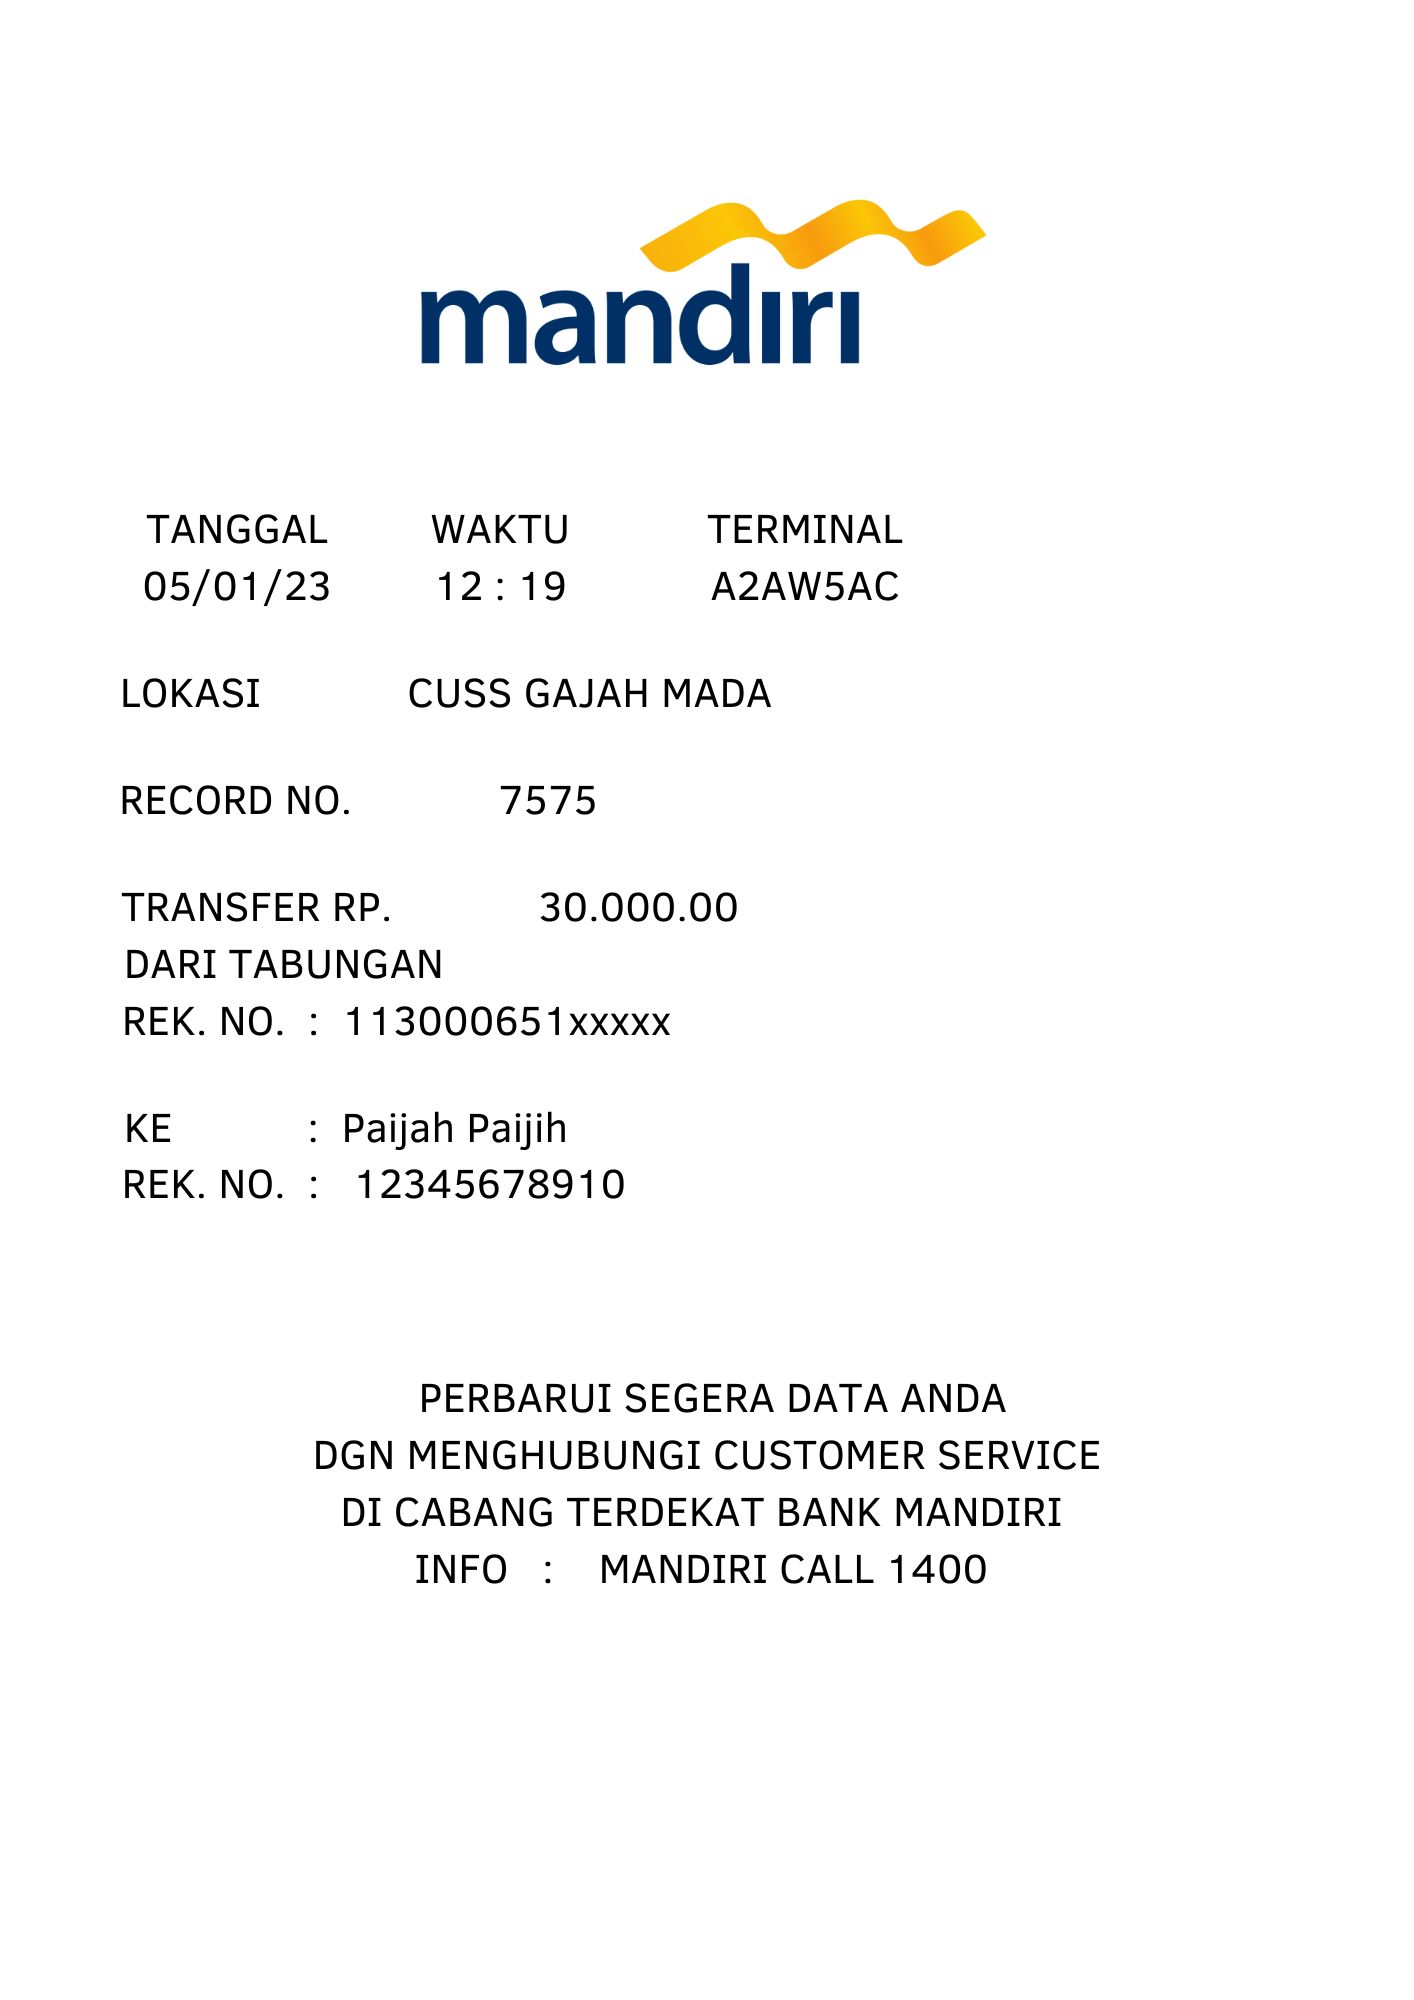 mandiri
TANGGAL WAKTU TERMINAL
05/01/23 12 : 19 A2AW5AC
LOKASI CUSS GAJAH MADA
RECORD NO. 7575
TRANSFER RP. 30.000.00
DARI TABUNGAN
REK. NO. : 113000651xxxxx
KE : Paijah Paijih
REK. NO. : 12345678910
PERBARUI SEGERA DATA ANDA
DGN MENGHUBUNGI CUSTOMER SERVICE
DI CABANG TERDEKAT BANK MANDIRI
INFO : MANDIRI CALL 1400